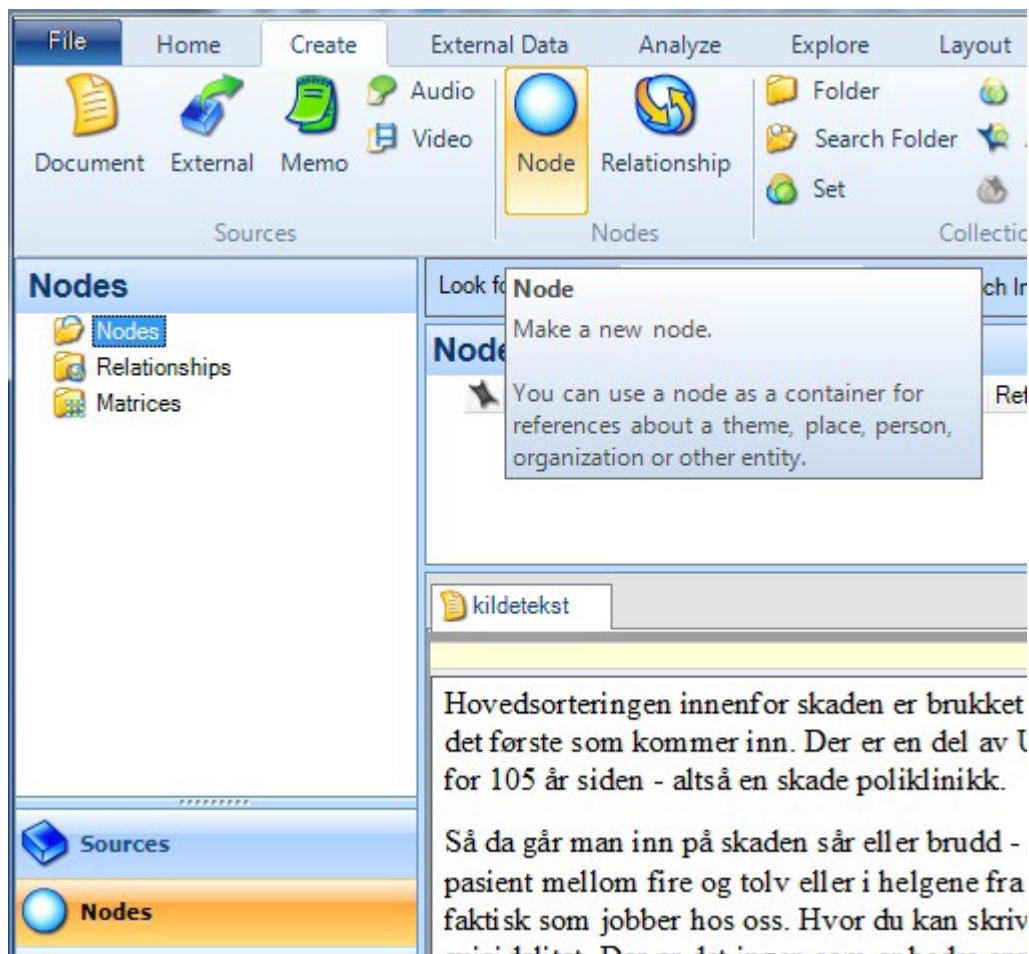 File Home Create External Data Analyze Explore Layout
Document External Memo Audio Video Node Relationship Folder Search Folder Set
Sources Nodes
Nodes
Nodes
Relationships
Matrices
Sources
Nodes
Look
Node
Make a new node.
You can use a node as a container for
references about a theme, place, person,
organization or other entity.
kildetekst
Hovedsorteringen innenfor skaden er brukket
det første som kommer inn. Der er en del av U
for 105 år siden - altså en skade poliklinikk.
Så da går man inn på skaden sår eller brudd -
pasient mellom fire og tolv eller i helgene fra
faktisk som jobber hos oss. Hvor du kan skriv